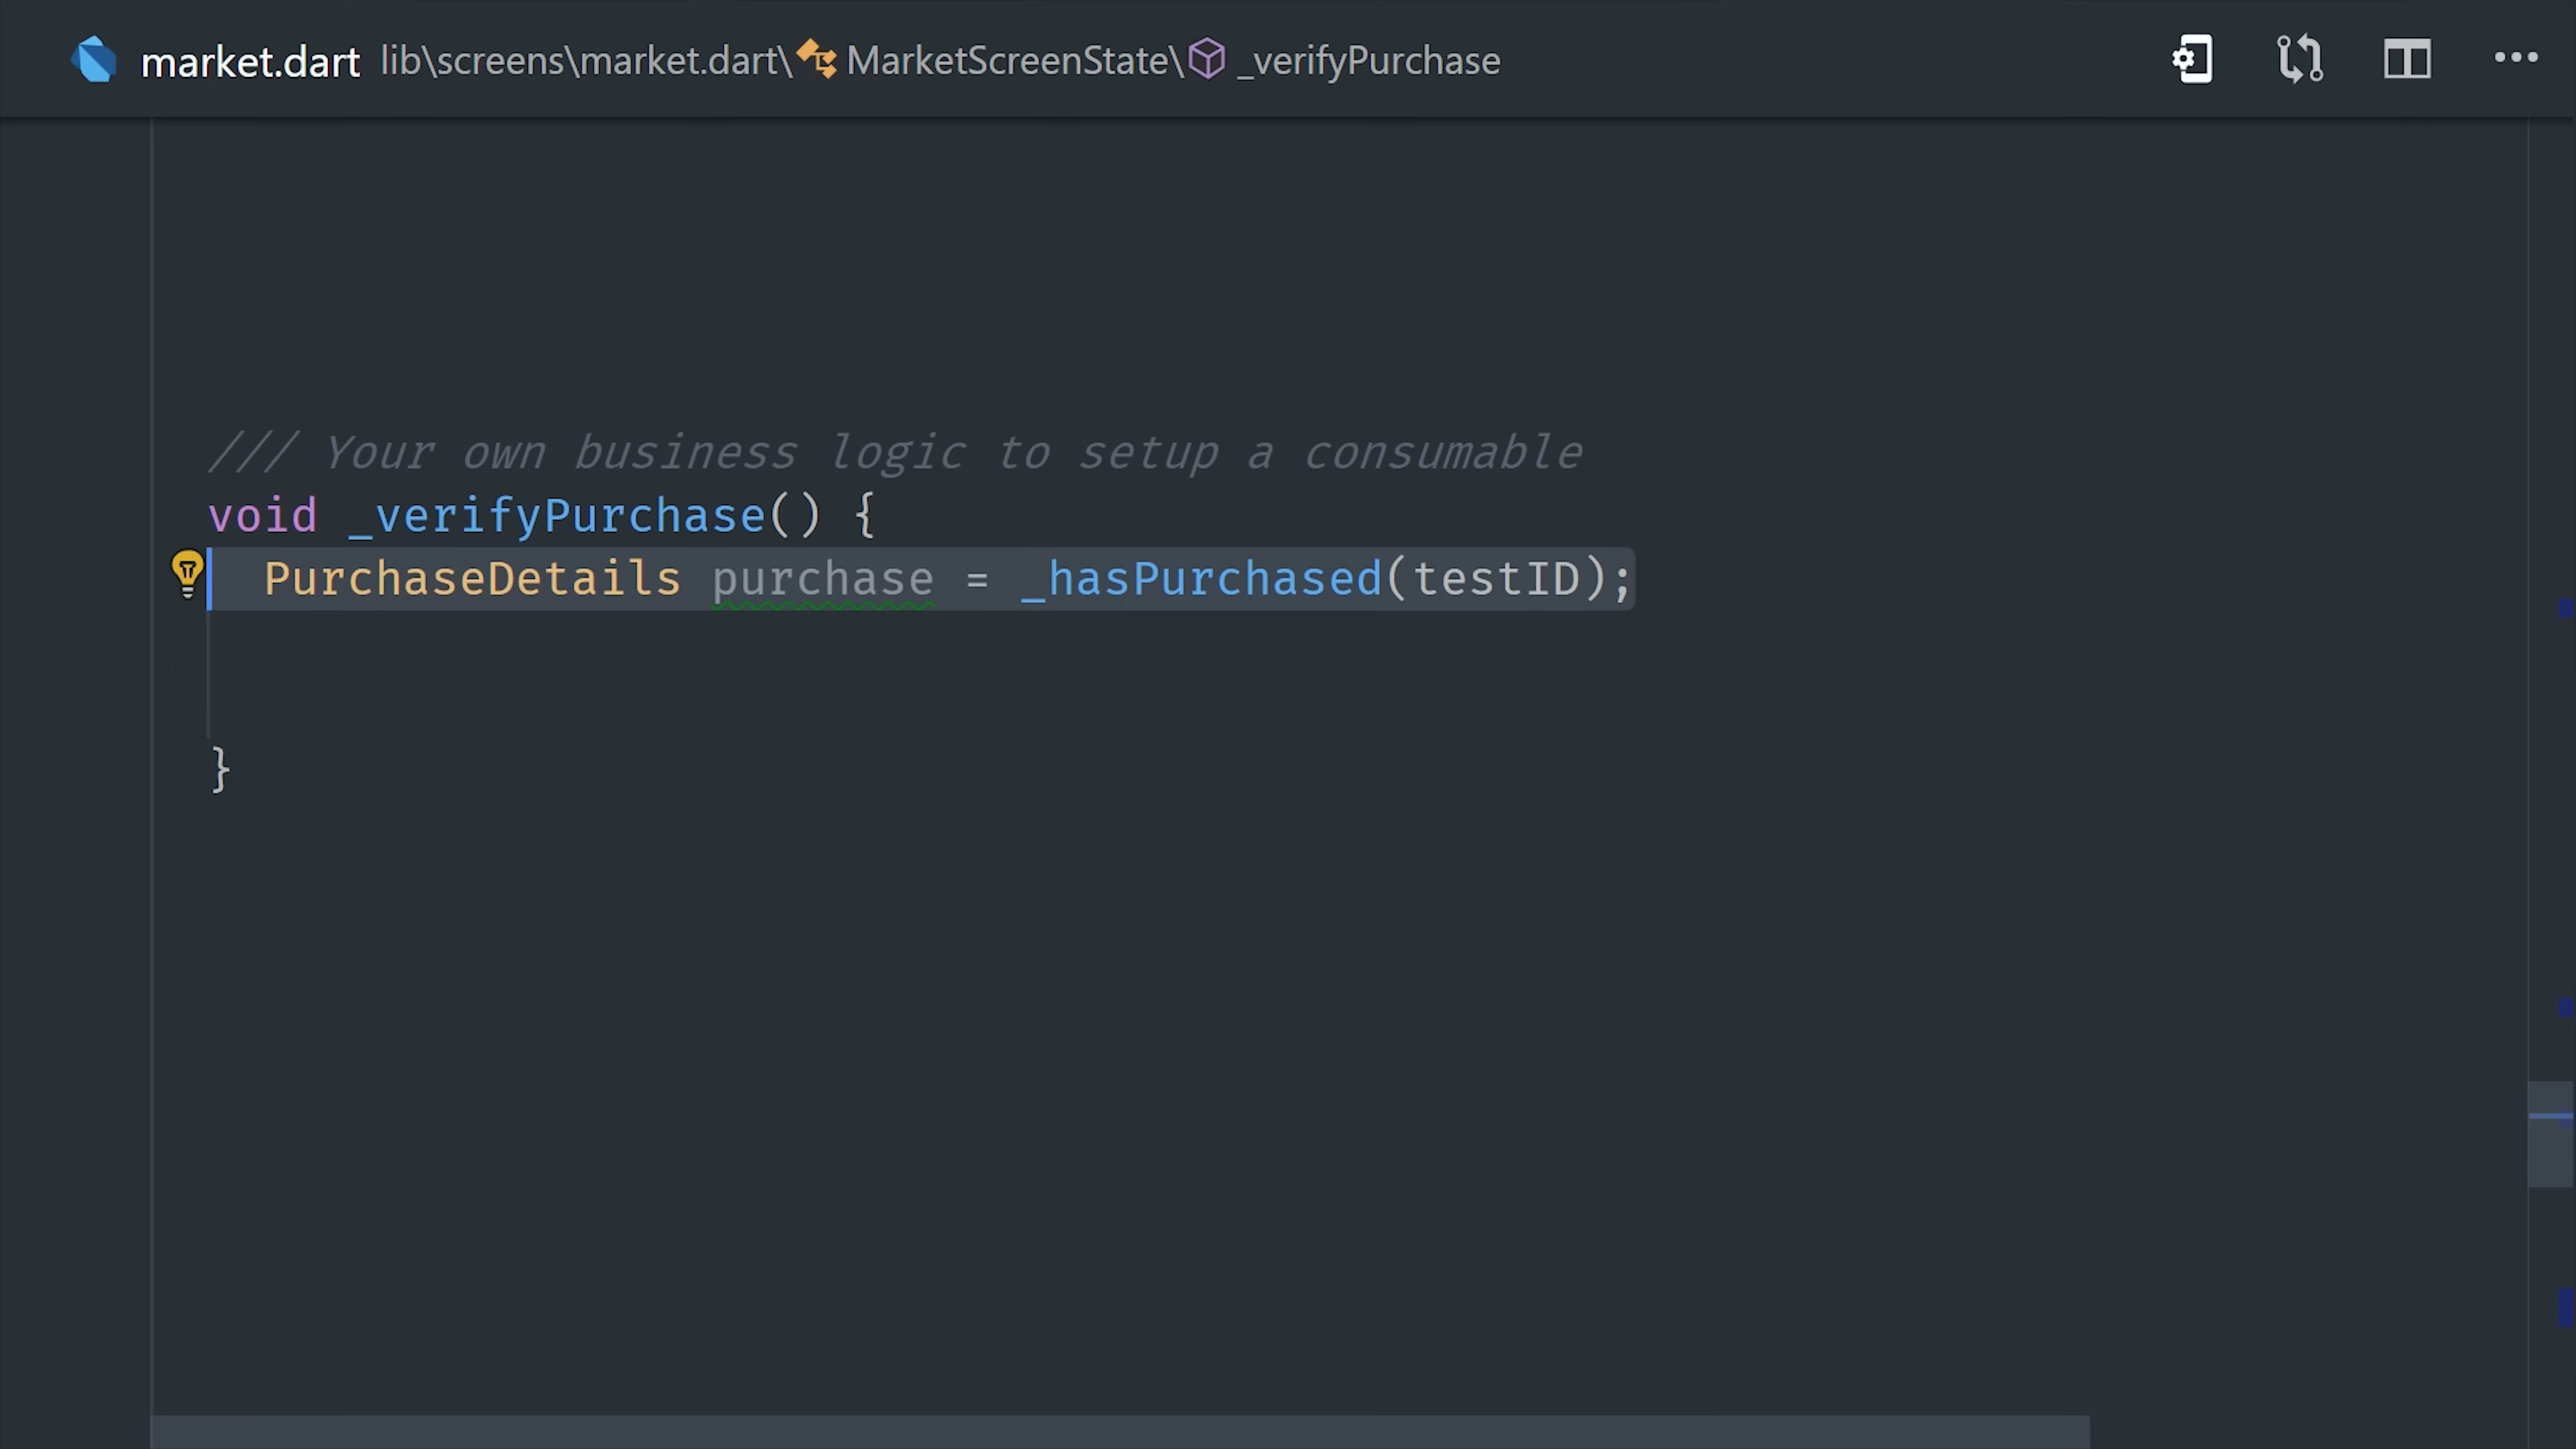 market.dart lib\screens\market.dart\ MarketScreenState\ _verifyPurchase
/// Your own business logic to setup a consumable
void _verifyPurchase() {
PurchaseDetails purchase = _hasPurchased(testID);
}